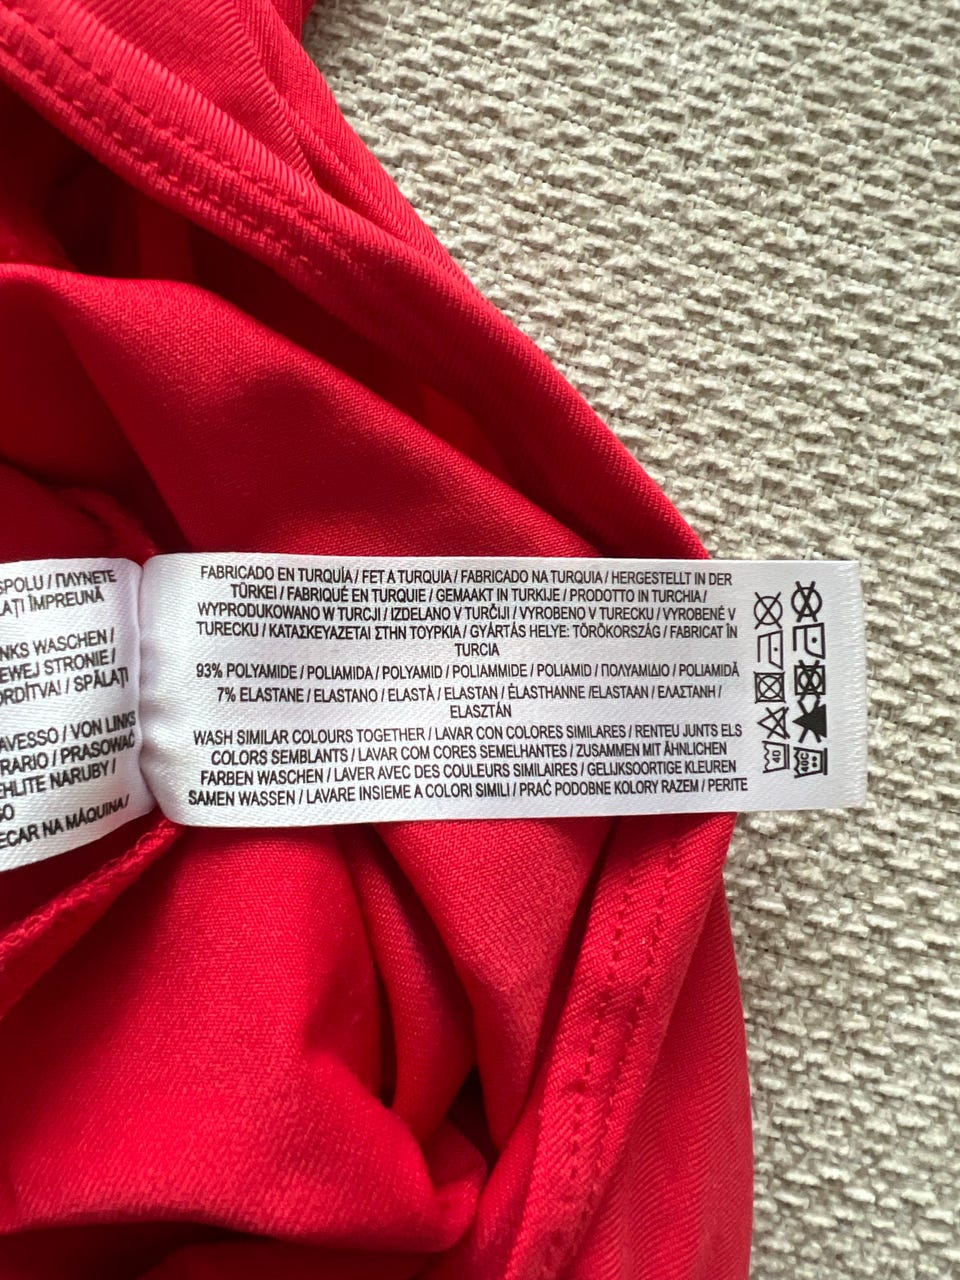 SPOLU / ΠΛΥΝΕΤΕ
LAȚI ÎMPREUNĂ
NKS WASCHEN /
EWEJ STRONIE /
ORDÍTVA! / SPĂLAȚI
AVESSO / VON LINKS
RARIO / PRASOWAĆ
EHLITE NARUBY /
GO
ECAR NA MÁQUINA /
FABRICADO EN TURQUÍA / FET A TURQUIA / FABRICADO NA TURQUIA / HERGESTELLT IN DER
TÜRKEI / FABRIQUÉ EN TURQUIE / GEMAAKT IN TURKIJE / PRODOTTO IN TURCHIA /
WYPRODUKOWANO W TURCJI / IZDELANO V TURČIJI / VYROBENO V TURECKU / VYROBENÉ V
TURECKU / ΚΑΤΑΣΚΕΥΑΖΕΤΑΙ ΣΤΗΝ ΤΟΥΡΚΙΑ / GYÁRTÁS HELYE: TÖRÖKORSZÁG / FABRICAT ÎN
TURCIA
93% POLYAMIDE / POLIAMIDA / POLYAMID / POLIAMMIDE / POLIAMID / ΠΟΛΥΑΜΙΔΙΟ / POLIAMIDĂ
7% ELASTANE / ELASTANO / ELASTÀ / ELASTAN / ÉLASTHANNE /ELASTAAN / ΕΛΑΣΤΑΝΗ /
ELASZTÁN
WASH SIMILAR COLOURS TOGETHER / LAVAR CON COLORES SIMILARES / RENTEU JUNTS ELS
COLORS SEMBLANTS / LAVAR COM CORES SEMELHANTES / ZUSAMMEN MIT ÄHNLICHEN
FARBEN WASCHEN / LAVER AVEC DES COULEURS SIMILAIRES / GELIJKSOORTIGE KLEUREN
SAMEN WASSEN / LAVARE INSIEME A COLORI SIMILI / PRAĆ PODOBNE KOLORY RAZEM / PERITE
40
40C